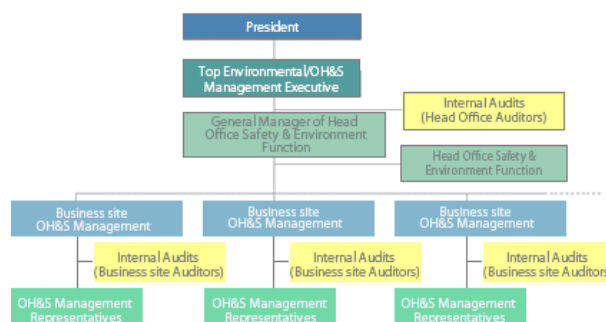 President
Top Environmental/OH&S
Management Executive
Internal Audits
(Head Office Auditors)
General Manager of Head
Office Safety & Environment
Function
Head Office Safety &
Environment Function
Business site
OH&S Management
Business site
OH&S Management
Business site
OH&S Management
Internal Audits
(Business site Auditors)
Internal Audits
(Business site Auditors)
Internal Audits
(Business site Auditors
OH&S Management
Representatives
OH&S Management
Representatives
OH&S Management
Representatives